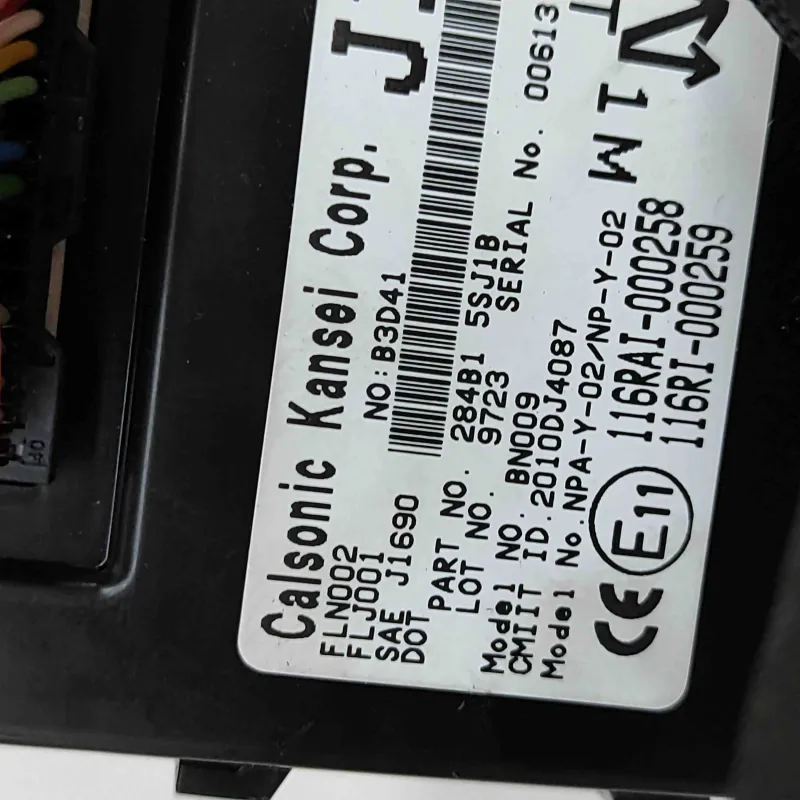 Calsonic Kansei Corp.
J
FLN002
NO:B3D41
FLJ001
SAE J1690
DOT
PART NO. 284B1 5SJ1B
LOT NO. 9723
SERIAL No. 00613
Model NO. BN009
CMIIT ID.2010DJ4087
Model No.NPA-Y-02/NP-Y-02
CE E11 116RAI-000258
116RI-000259
1M